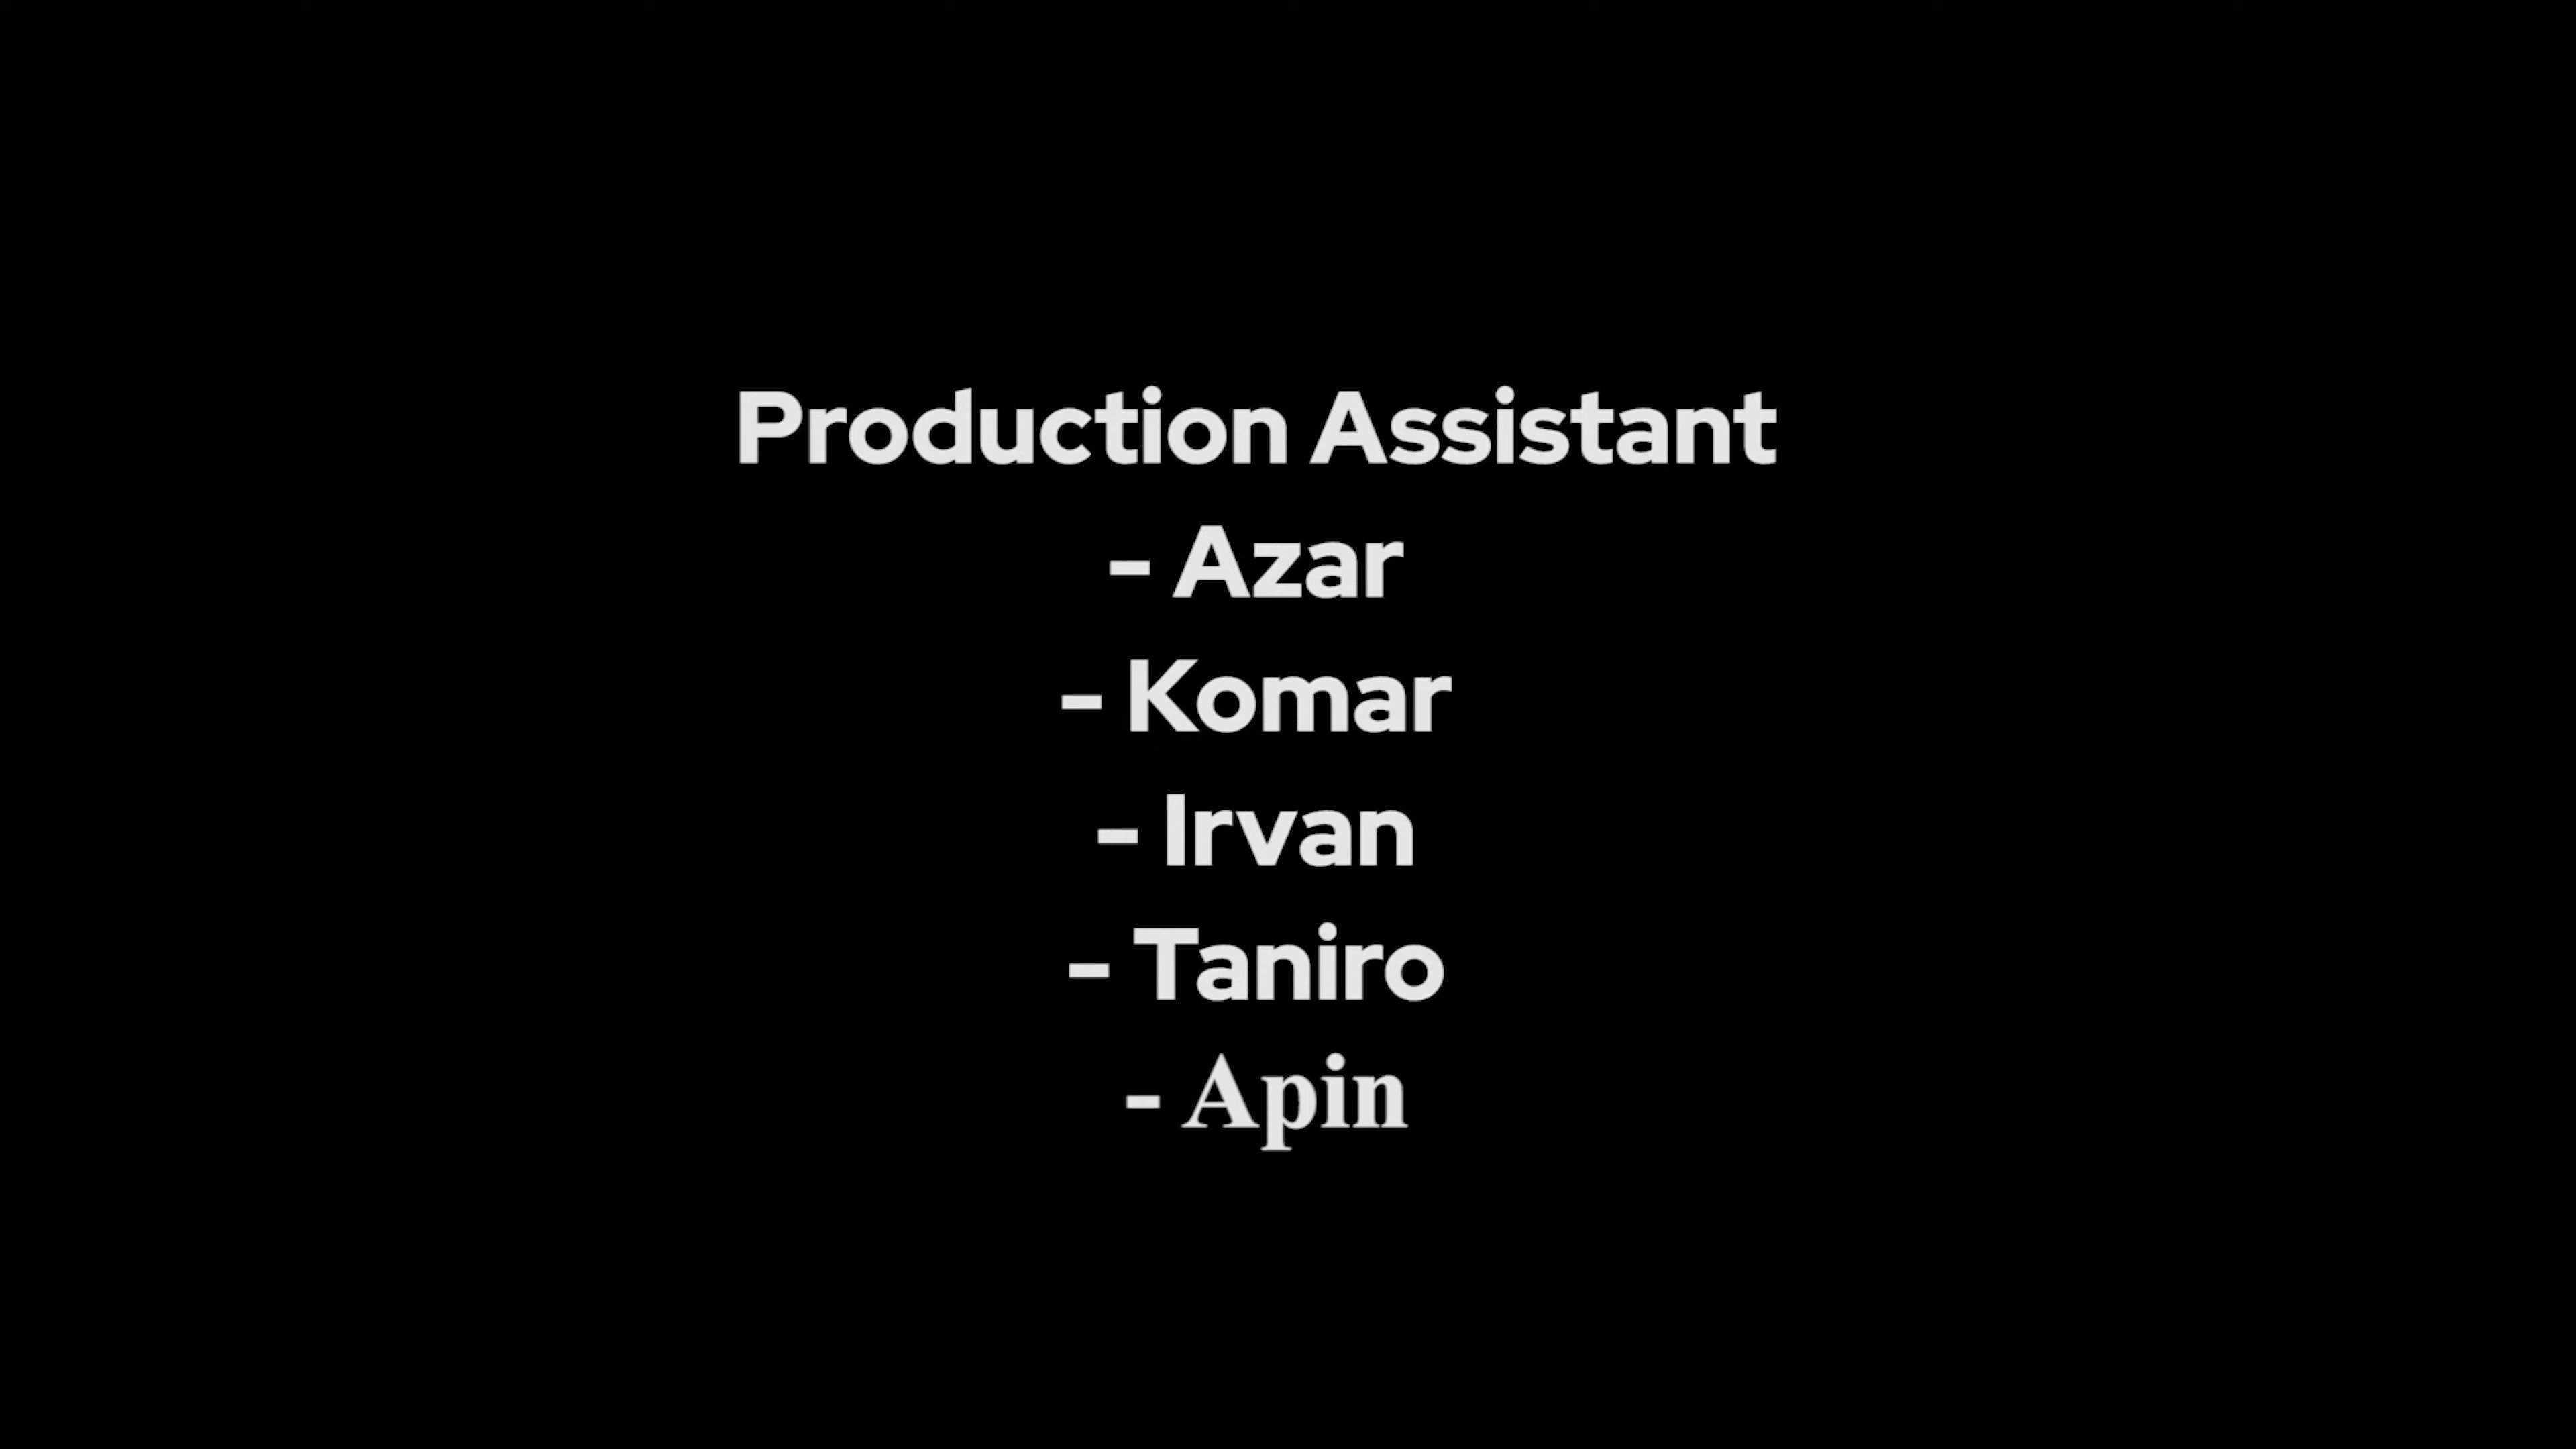 Production Assistant
- Azar
- Komar
- Irvan
- Taniro
- Apin